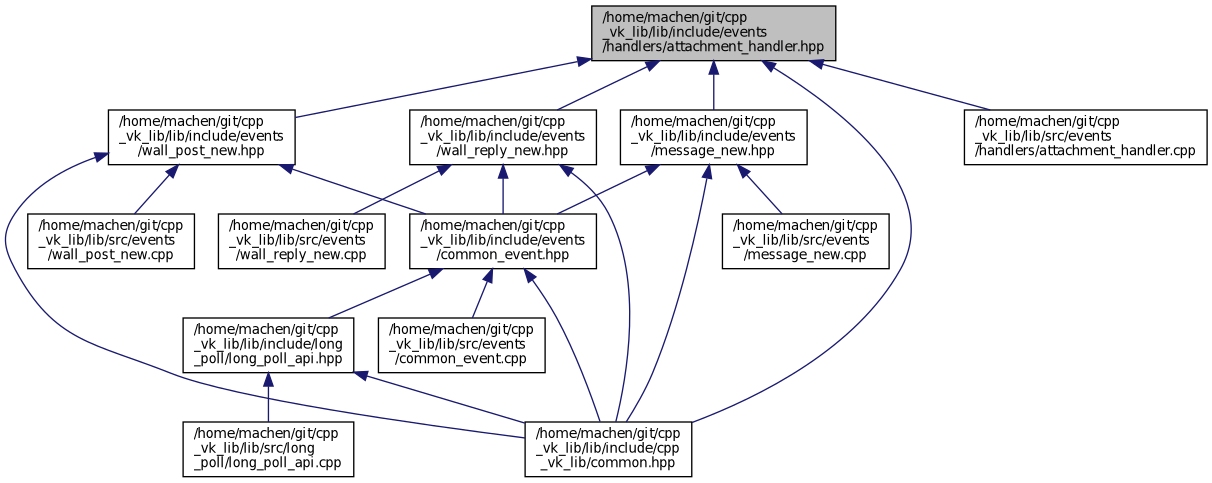 /home/machen/git/cpp
_vk_lib/lib/include/events
/handlers/attachment_handler.hpp
/home/machen/git/cpp
_vk_lib/lib/include/events
/wall_post_new.hpp
/home/machen/git/cpp
_vk_lib/lib/include/events
/wall_reply_new.hpp
/home/machen/git/cpp
_vk_lib/lib/include/events
/message_new.hpp
/home/machen/git/cpp
_vk_lib/lib/src/events
/handlers/attachment_handler.cpp
/home/machen/git/cpp
_vk_lib/lib/src/events
/wall_post_new.cpp
/home/machen/git/cpp
_vk_lib/lib/src/events
/wall_reply_new.cpp
/home/machen/git/cpp
_vk_lib/lib/include/events
/common_event.hpp
/home/machen/git/cpp
_vk_lib/lib/src/events
/message_new.cpp
/home/machen/git/cpp
_vk_lib/lib/include/long
_poll/long_poll_api.hpp
/home/machen/git/cpp
_vk_lib/lib/src/events
/common_event.cpp
/home/machen/git/cpp
_vk_lib/lib/src/long
_poll/long_poll_api.cpp
/home/machen/git/cpp
_vk_lib/lib/include/cpp
_vk_lib/common.hpp